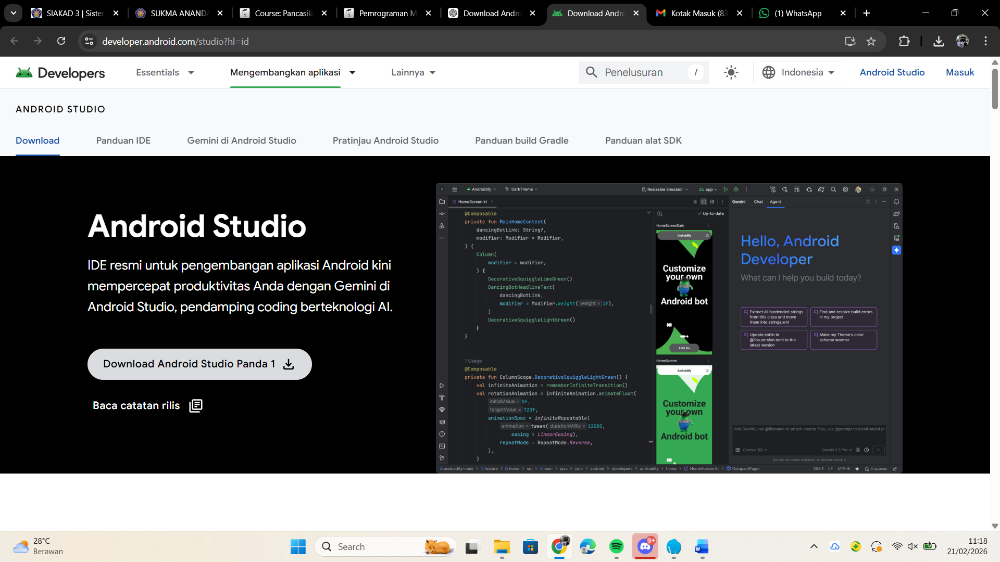 SIAKAD 3 | Sisten
SUKMA ANANDA
Course: Pancasila
Pemrograman M
Download Andro
Download Andro
Kotak Masuk (83
(1) WhatsApp
developer.android.com/studio?hl=id
Developers
Essentials
Mengembangkan aplikasi
Lainnya
Penelusuran
/
Indonesia
Android Studio
Masuk
ANDROID STUDIO
Download
Panduan IDE
Gemini di Android Studio
Pratinjau Android Studio
Panduan build Gradle
Panduan alat SDK
Android Studio
IDE resmi untuk pengembangan aplikasi Android kini
mempercepat produktivitas Anda dengan Gemini di
Android Studio, pendamping coding berteknologi AI.
Download Android Studio Panda 1
Baca catatan rilis
Androidify
DarkTheme
Resizable Emulator
app
HomeScreen.kt
@Composable
private fun MainHomeContent(
dancingBotLink: String?,
modifier: Modifier = Modifier,
) {
Column(
modifier = modifier,
) {
DecorativeSquiggleLimeGreen()
DancingBotHeadlineText(
dancingBotLink,
modifier = Modifier.weight( weight = 1f),
)
DecorativeSquiggleLightGreen()
}
}
1 Usage
@Composable
private fun ColumnScope.DecorativeSquiggleLightGreen() {
val infiniteAnimation = rememberInfiniteTransition()
val rotationAnimation = infiniteAnimation.animateFloat(
initialValue = 0f,
targetValue = 720f,
animationSpec = infiniteRepeatable(
animation = tween( durationMillis = 12000,
easing = LinearEasing),
repeatMode = RepeatMode.Reverse,
),
)
Up-to-date
HomeScreenDark
Androidify
Customize
your own
Android bot
Let's Go
HomeScreen
Androidify
Customize
your own
Android bot
Gemini
Chat
Agent
Hello, Android
Developer
What can I help you build today?
Extract all hardcoded strings
from this class and move
them into strings.xml
Find and resolve build errors
in my project
Update kotlin in
@libs.version.toml to the
latest version
Make my Theme's color
scheme warmer
Ask Gemini, use @filename to attach source files, use @prompt to recall saved pr
Context (6)
Gemini 2.5 Pro
Gemini can make mistakes, so double-check it
androidify-main > feature > home > src > main > java > com > android > developers > androidify > home > HomeScreen.kt > CompactPager
255:1 LF UTF-8 4 spaces
28°C
Berawan
Search
9+
11:18
21/02/2026